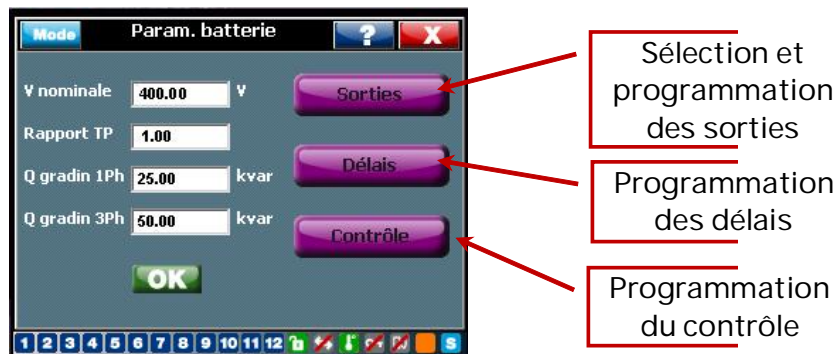 Mode Param. batterie ? X
V nominale 400.00 V Sorties
Rapport TP 1.00
Q gradin 1Ph 25.00 kvar Délais
Q gradin 3Ph 50.00 kvar Contrôle
OK
1 2 3 4 5 6 7 8 9 10 11 12 S
Sélection et
programmation
des sorties
Programmation
des délais
Programmation
du contrôle